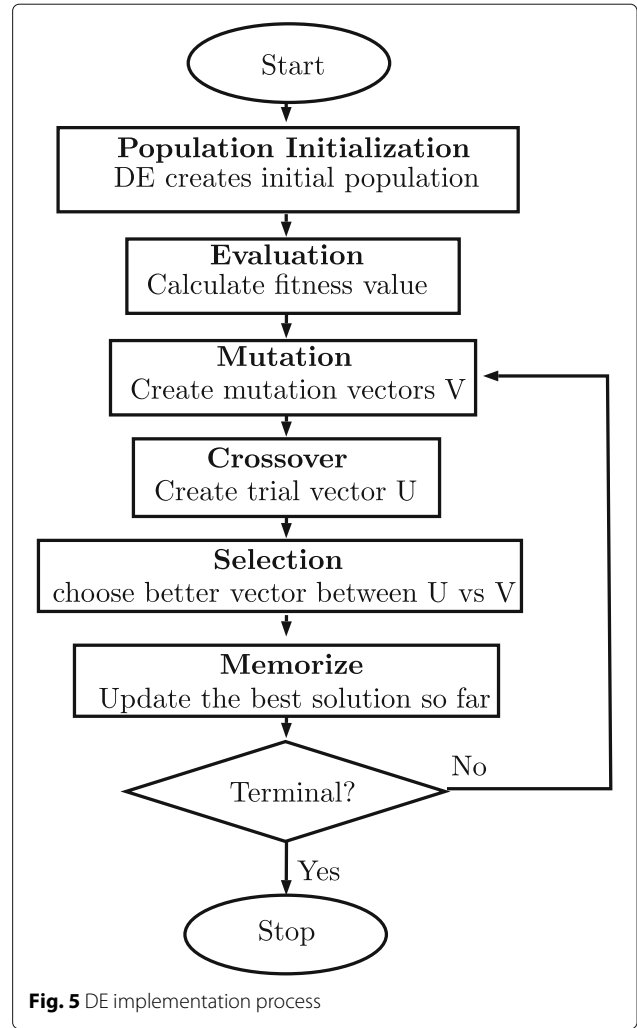 Start
Population Initialization
DE creates initial population
Evaluation
Calculate fitness value
Mutation
Create mutation vectors V
Crossover
Create trial vector U
Selection
choose better vector between U vs V
Memorize
Update the best solution so far
No
Terminal?
Yes
Stop
Fig. 5 DE implementation process